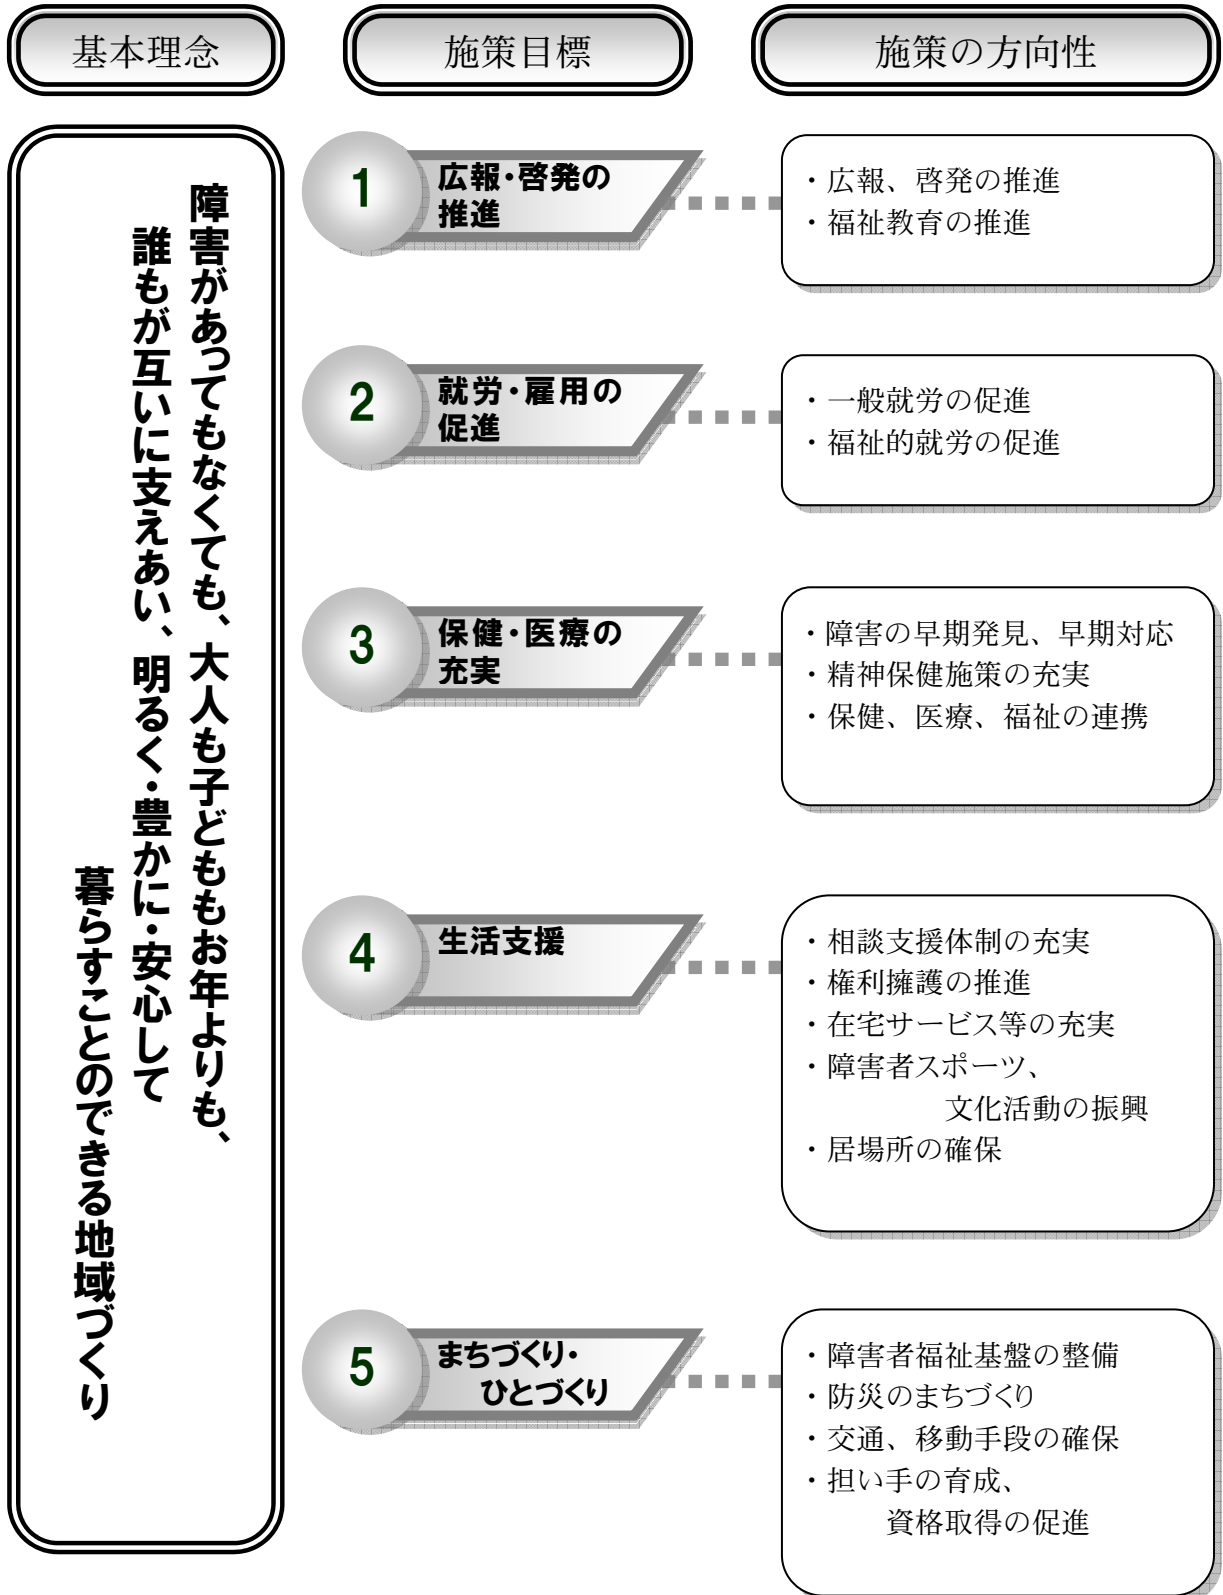 基本理念
施策目標
施策の方向性
障害があってもなくても、大人も子どももお年よりも、
誰もが互いに支えあい、明るく・豊かに・安心して
暮らすことのできる地域づくり
1
広報・啓発の
推進
・広報、啓発の推進
・福祉教育の推進
2
就労・雇用の
促進
・一般就労の促進
・福祉的就労の促進
3
保健・医療の
充実
・障害の早期発見、早期対応
・精神保健施策の充実
・保健、医療、福祉の連携
4
生活支援
・相談支援体制の充実
・権利擁護の推進
・在宅サービス等の充実
・障害者スポーツ、
文化活動の振興
・居場所の確保
5
まちづくり・
ひとづくり
・障害者福祉基盤の整備
・防災のまちづくり
・交通、移動手段の確保
・担い手の育成、
資格取得の促進